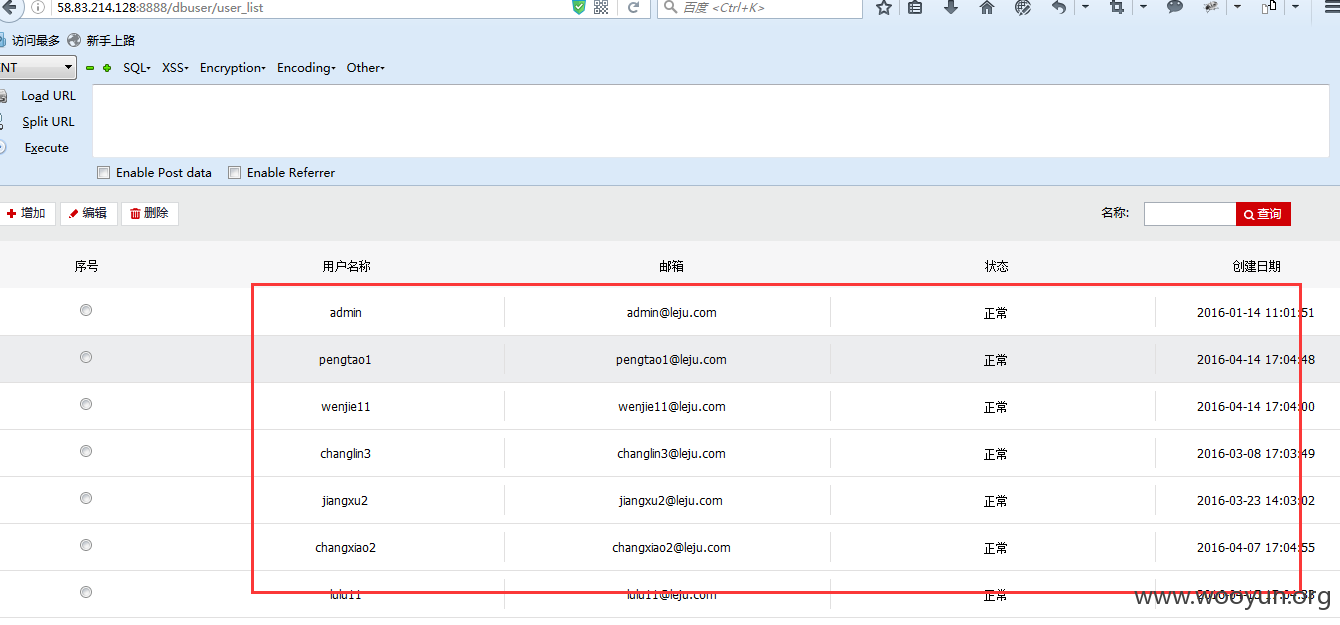 58.83.214.128:8888/dbuser/user_list
百度 <Ctrl+K>
访问最多 新手上路
NT SQL XSS Encryption Encoding Other
Load URL
Split URL
Execute
Enable Post data Enable Referrer
增加 编辑 删除 名称: 查询
序号 用户名称 邮箱 状态 创建日期
admin admin@leju.com 正常 2016-01-14 11:01:51
pengtao1 pengtao1@leju.com 正常 2016-04-14 17:04:48
wenjie11 wenjie11@leju.com 正常 2016-04-14 17:04:00
changlin3 changlin3@leju.com 正常 2016-03-08 17:03:49
jiangxu2 jiangxu2@leju.com 正常 2016-03-23 14:03:02
changxiao2 changxiao2@leju.com 正常 2016-04-07 17:04:55
lulu11 lulu11@leju.com 正常
www.wooyun.org